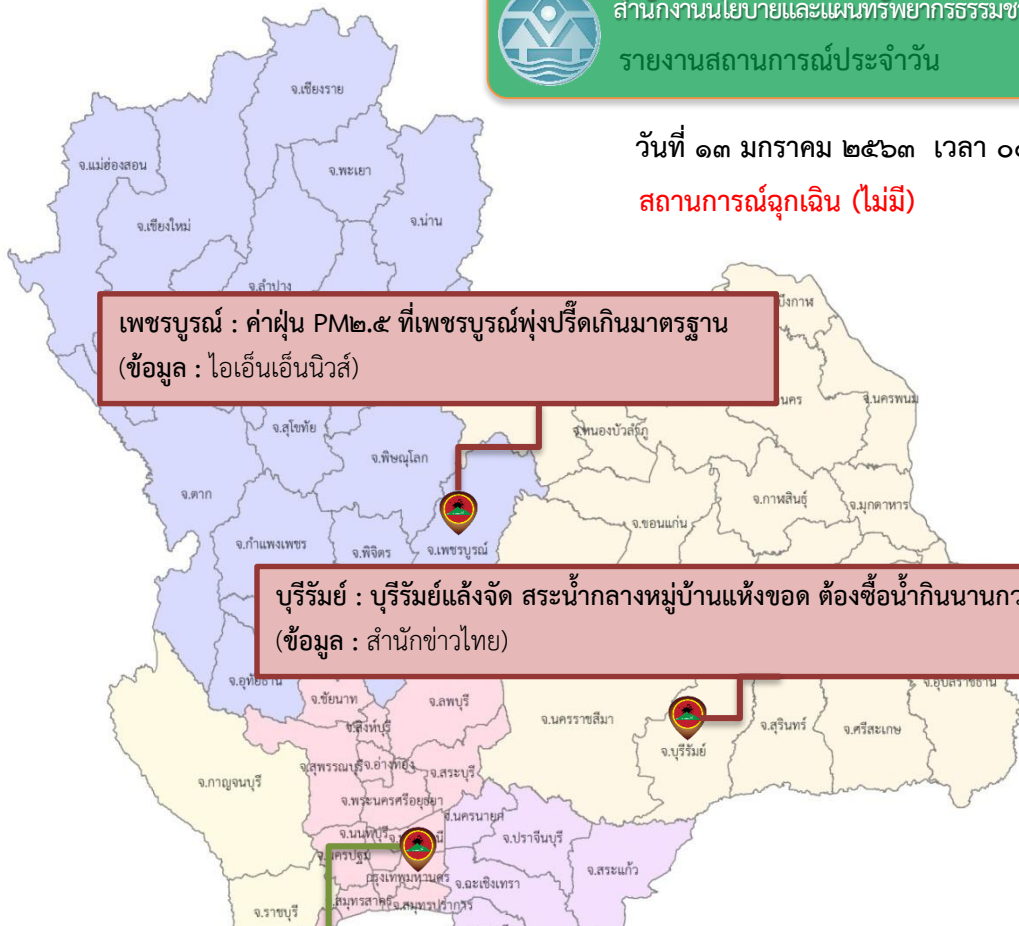 สำนักงานนโยบายและแผนทรัพยากรธรรมชา
รายงานสถานการณ์ประจำวัน
วันที่ ๑๓ มกราคม ๒๕๖๓ เวลา
สถานการณ์ฉุกเฉิน (ไม่มี)
จ.เชียงราย
จ.แม่ฮ่องสอน
จ.พะเยา
จ.เชียงใหม่
จ.น่าน
จ.ลำปาง
บึงกาฬ
เพชรบูรณ์ : ค่าฝุ่น PM๒.๕ ที่เพชรบูรณ์พุ่งปรี๊ดเกินมาตรฐาน
(ข้อมูล : ไอเอ็นเอ็นนิวส์)
นคร
จ.นครพนม
จ.สุโขทัย
จ.หนองบัวลำภู
จ.พิษณุโลก
จ.ตาก
จ.กาฬสินธุ์
จ.มุกดาหาร
จ.ขอนแก่น
จ.กำแพงเพชร
จ.พิจิตร
จ.เพชรบูรณ์
บุรีรัมย์ : บุรีรัมย์แล้งจัด สระน้ำกลางหมู่บ้านแห้งขอด ต้องซื้อน้ำกินนานกว
(ข้อมูล : สำนักข่าวไทย)
จ.อุทัยธานี
จ.อุบลราชธานี
จ.ชัยนาท
จ.ลพบุรี
จ.สิงห์บุรี
จ.นครราชสีมา
จ.สุรินทร์
จ.ศรีสะเกษ
จ.บุรีรัมย์
จ.กาญจนบุรี
จ.สุพรรณบุรี
จ.อ่างทอง
จ.สระบุรี
จ.พระนครศรีอยุธยา
จ.นครนายก
จ.นนทบุรี
จ.ปราจีนบุรี
จ.นครปฐม
จ.สระแก้ว
กรุงเทพมหานคร
จ.ฉะเชิงเทรา
จ.ราชบุรี
สมุทรสาคร
จ.สมุทรปราการ